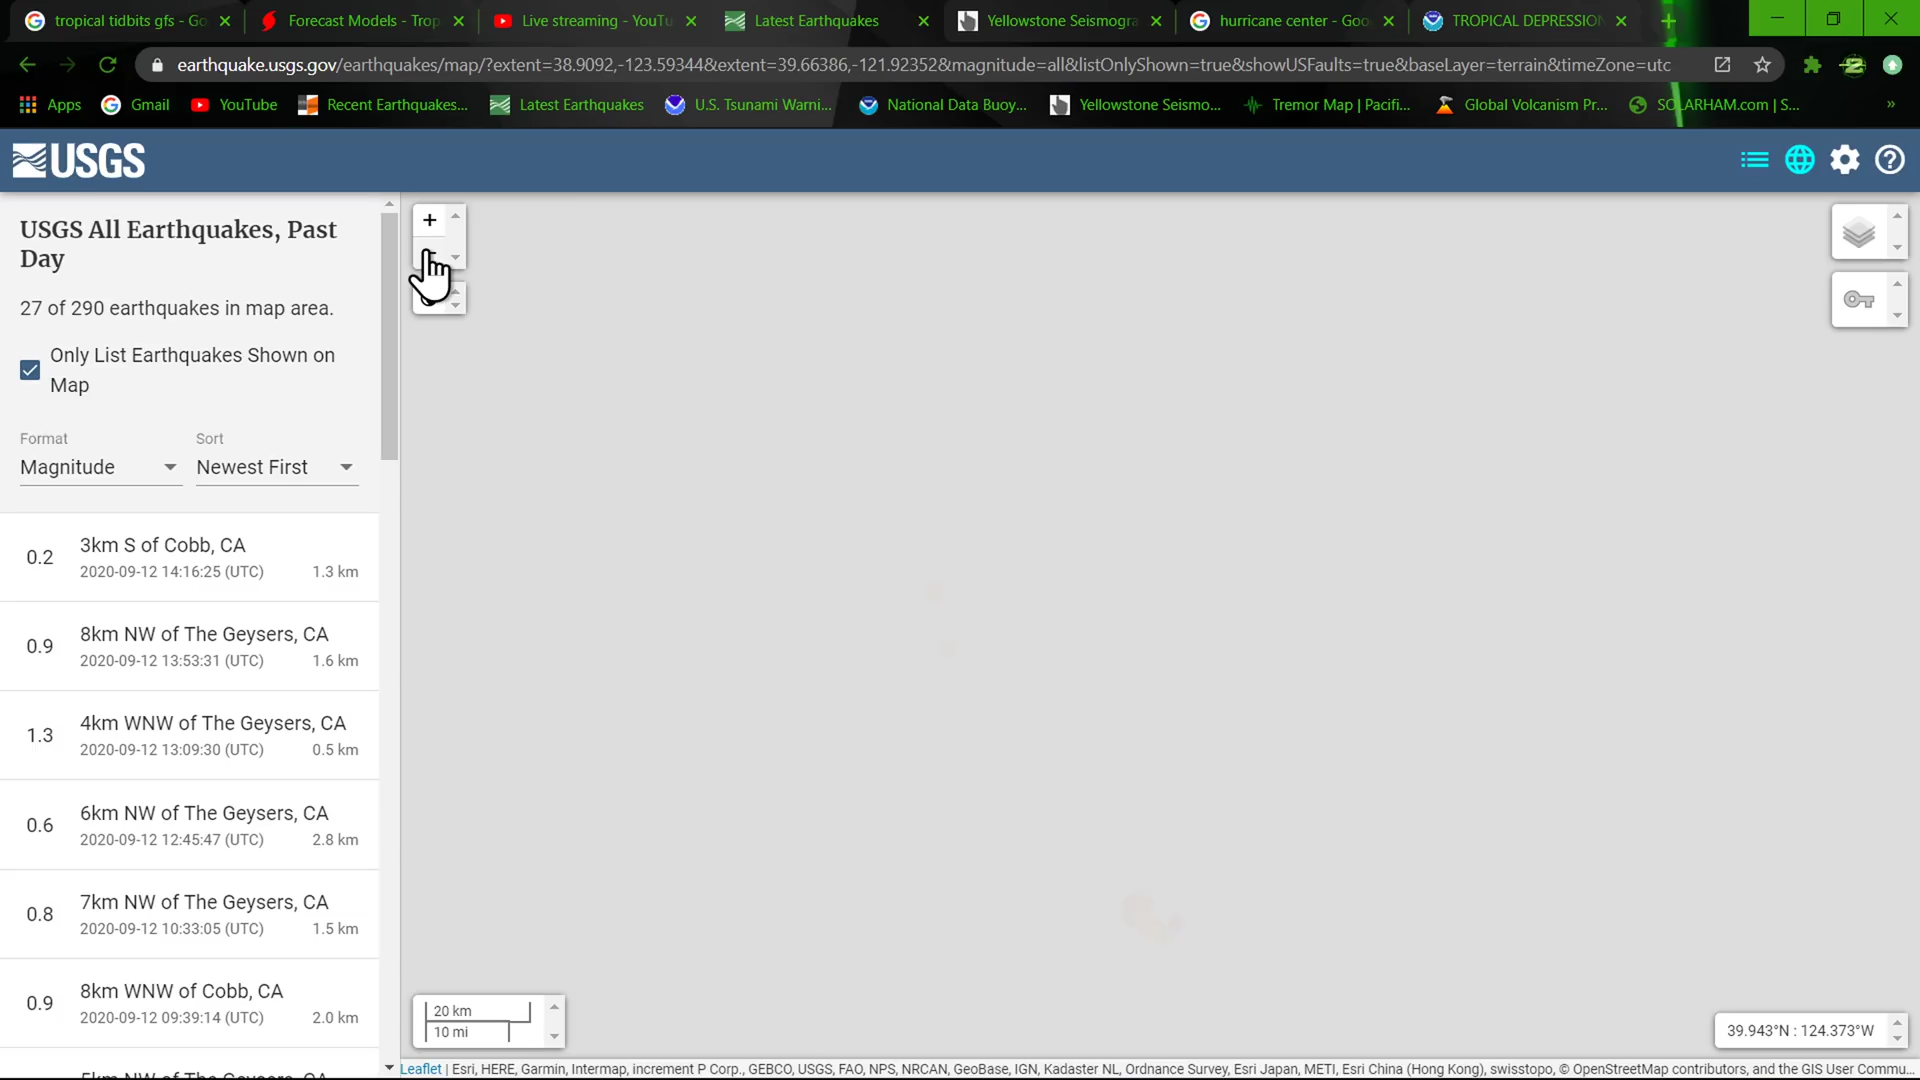 tropical tidbits gfs - Go
Forecast Models - Trop
Live streaming - YouTu
Latest Earthquakes
Yellowstone Seismogra
hurricane center - Goo
TROPICAL DEPRESSION
earthquake.usgs.gov/earthquakes/map/?extent=38.9092,-123.59344&extent=39.66386,-121.92352&magnitude=all&listOnlyShown=true&showUSFaults=true&baseLayer=terrain&timeZone=utc
Apps
Gmail
YouTube
Recent Earthquakes...
Latest Earthquakes
U.S. Tsunami Warni...
National Data Buoy...
Yellowstone Seismo...
Tremor Map | Pacifi...
Global Volcanism Pr...
SOLARHAM.com | S...
»
USGS
USGS All Earthquakes, Past
Day
27 of 290 earthquakes in map area.
Only List Earthquakes Shown on
Map
Format
Sort
Magnitude
Newest First
0.2
3km S of Cobb, CA
2020-09-12 14:16:25 (UTC) 1.3 km
0.9
8km NW of The Geysers, CA
2020-09-12 13:53:31 (UTC) 1.6 km
1.3
4km WNW of The Geysers, CA
2020-09-12 13:09:30 (UTC) 0.5 km
0.6
6km NW of The Geysers, CA
2020-09-12 12:45:47 (UTC) 2.8 km
0.8
7km NW of The Geysers, CA
2020-09-12 10:33:05 (UTC) 1.5 km
0.9
8km WNW of Cobb, CA
2020-09-12 09:39:14 (UTC) 2.0 km
5km NW of The Geysers, CA
+
20 km
10 mi
39.943°N : 124.373°W
Leaflet | Esri, HERE, Garmin, Intermap, increment P Corp., GEBCO, USGS, FAO, NPS, NRCAN, GeoBase, IGN, Kadaster NL, Ordnance Survey, Esri Japan, METI, Esri China (Hong Kong), swisstopo, © OpenStreetMap contributors, and the GIS User Commu...